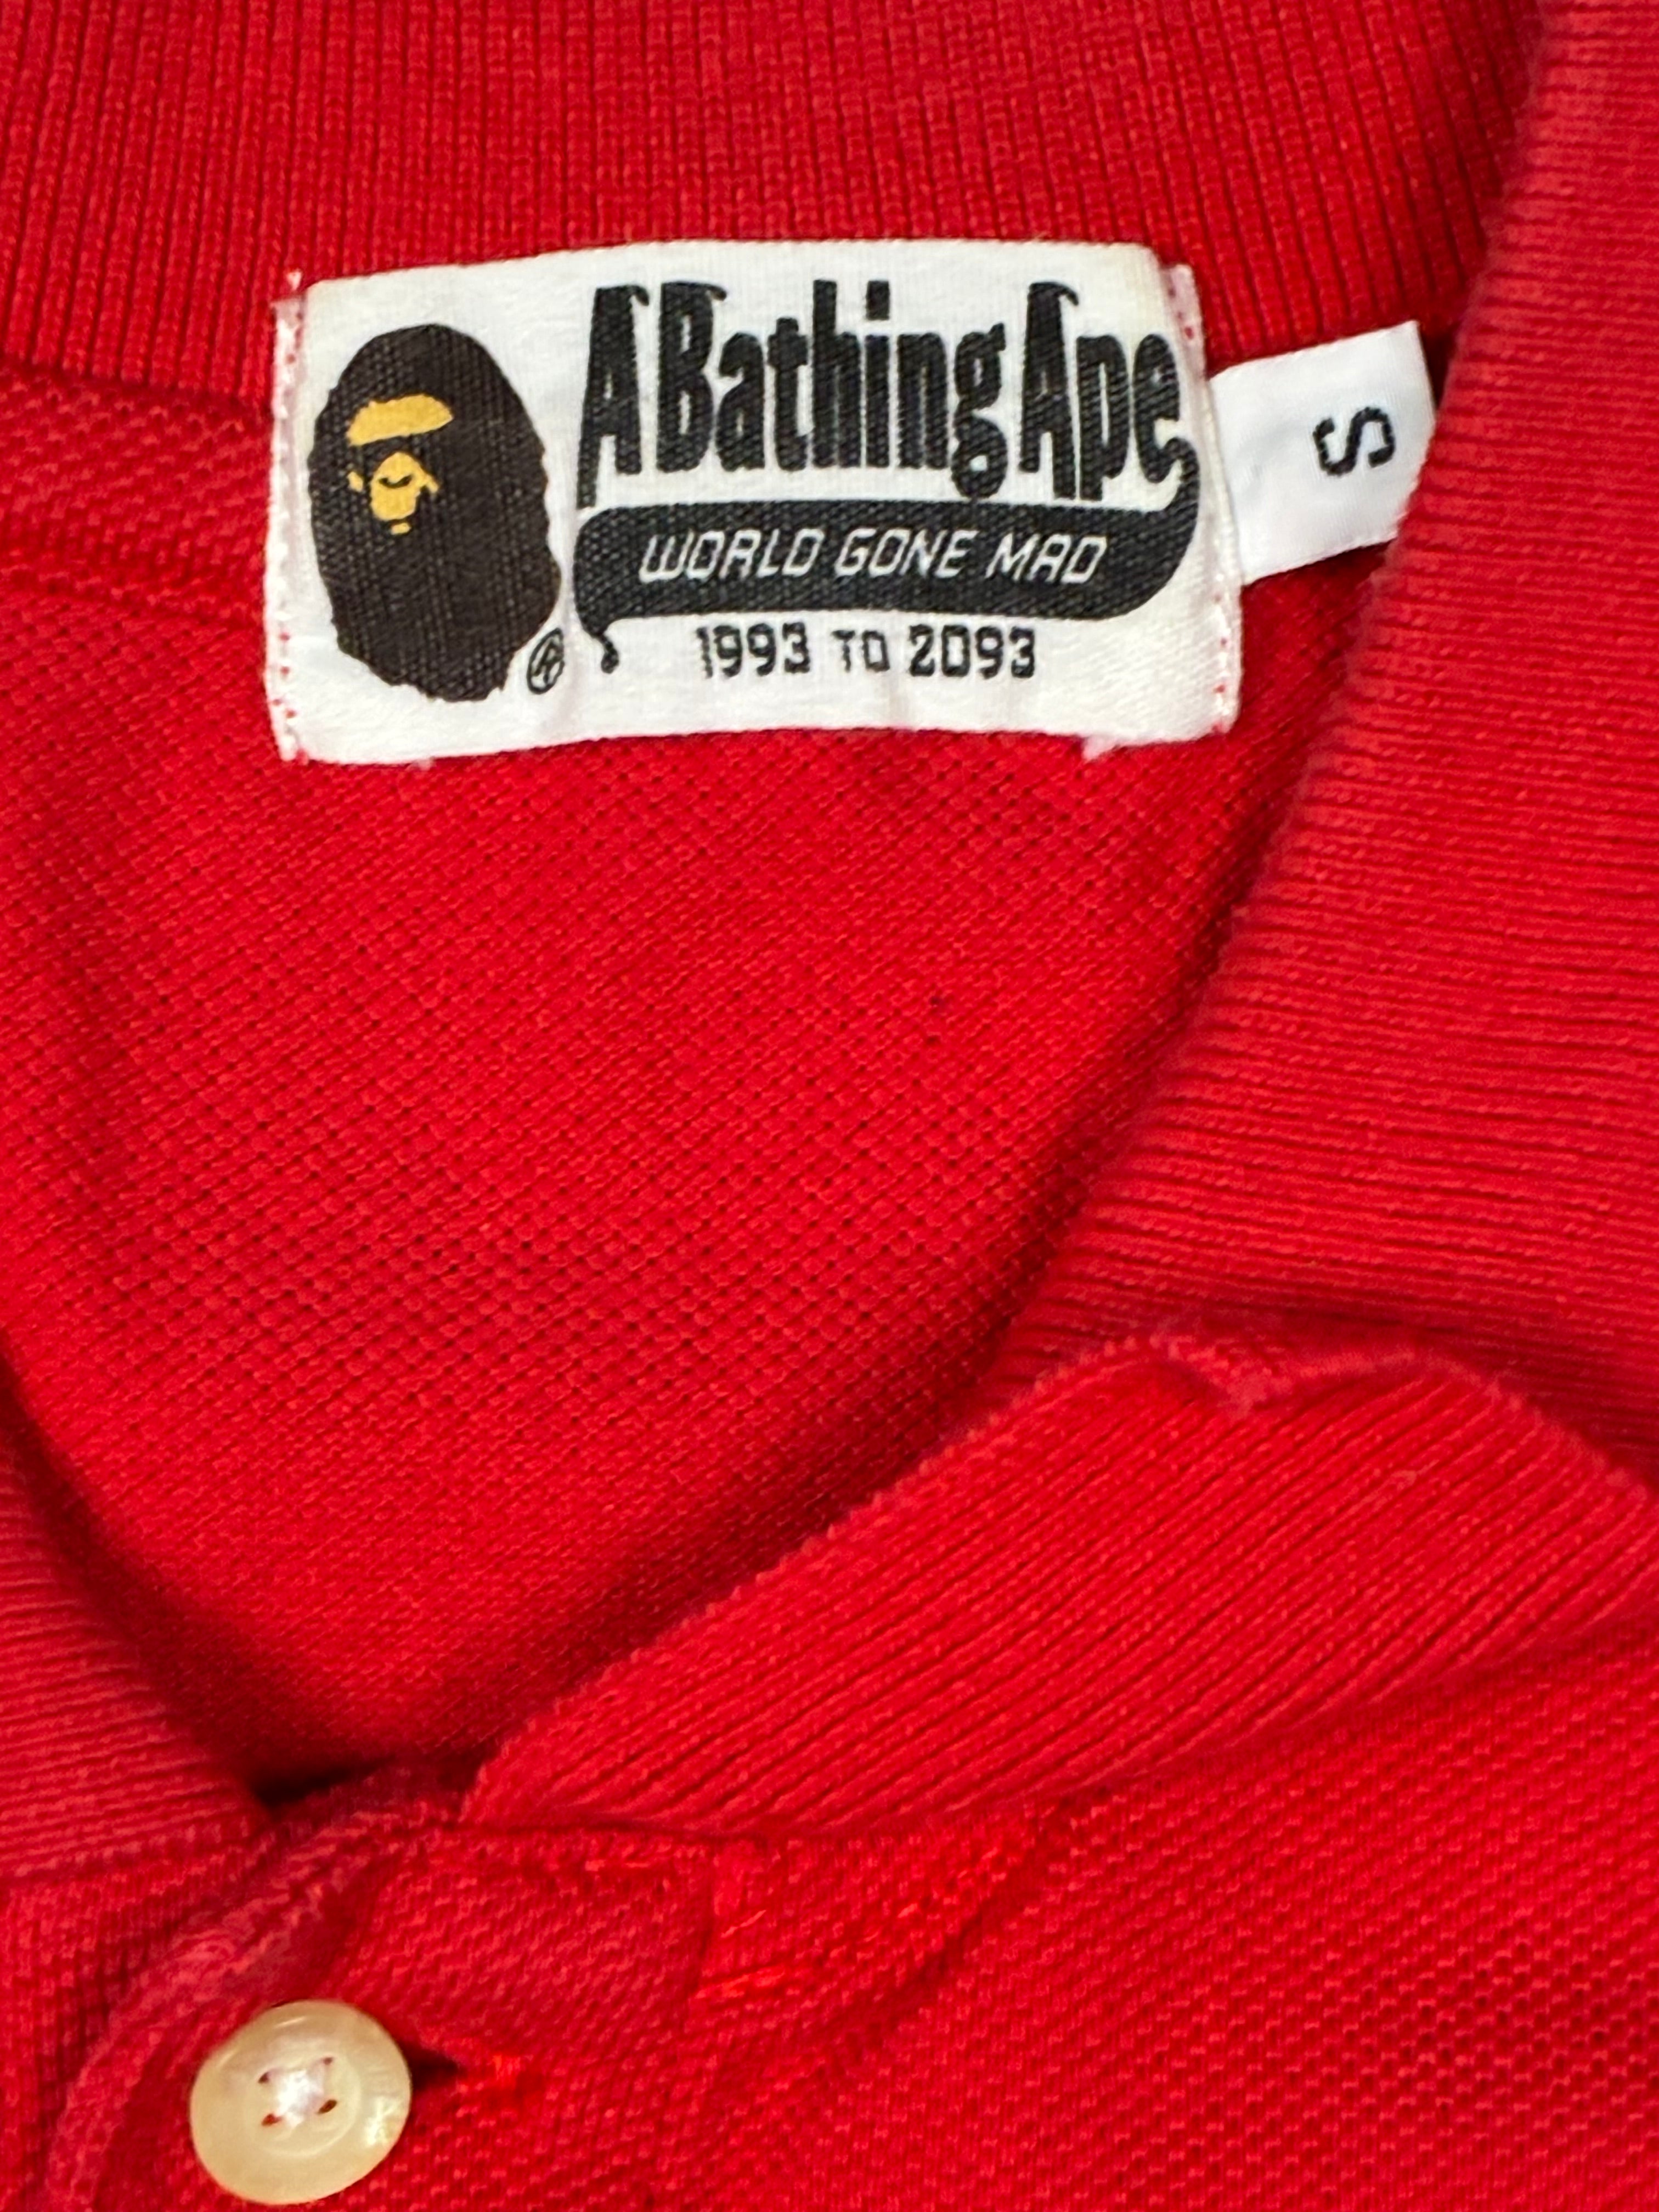 A Bathing Ape
WORLD GONE MAD
®
1993 TO 2093
S